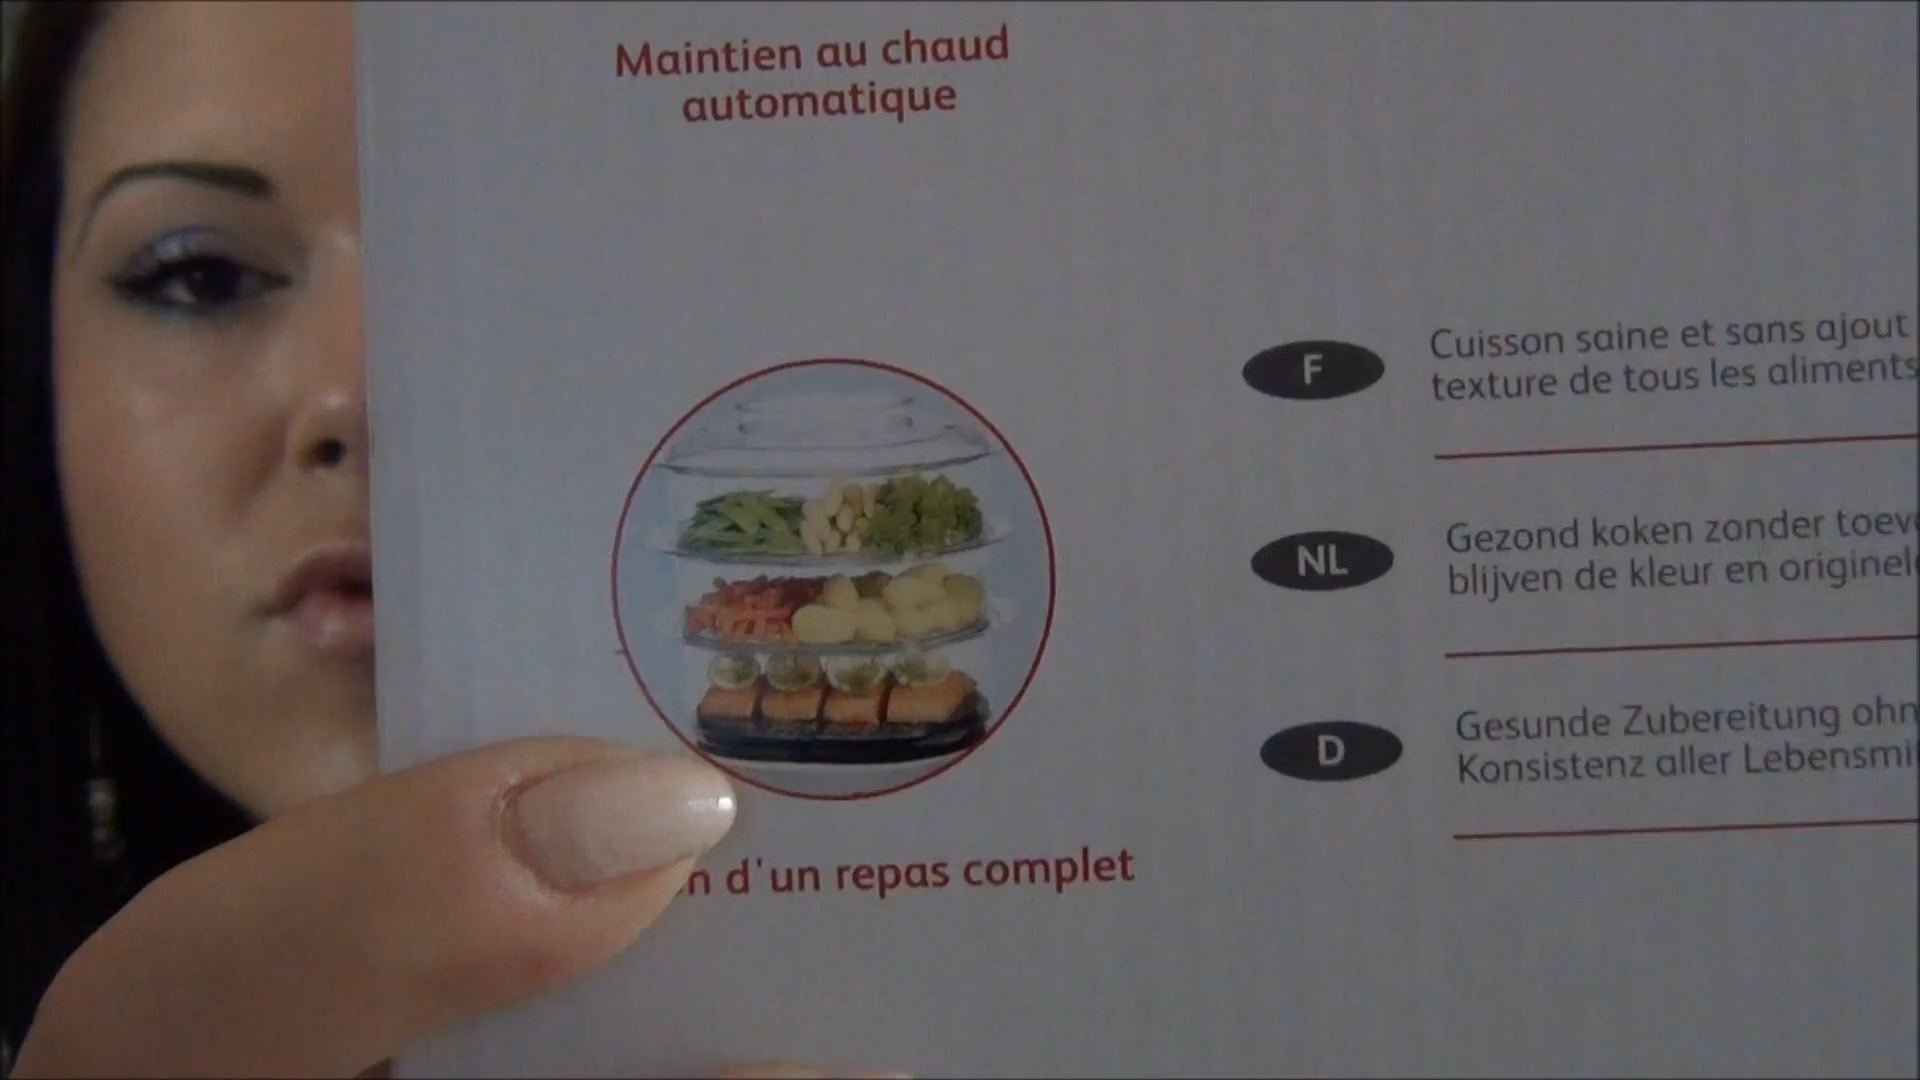 Maintien au chaud
automatique
d'un repas complet
F
Cuisson saine et sans ajout
texture de tous les aliments
NL
Gezond koken zonder
blijven de kleur en
D
Gesunde Zubereitung
Konsistenz aller